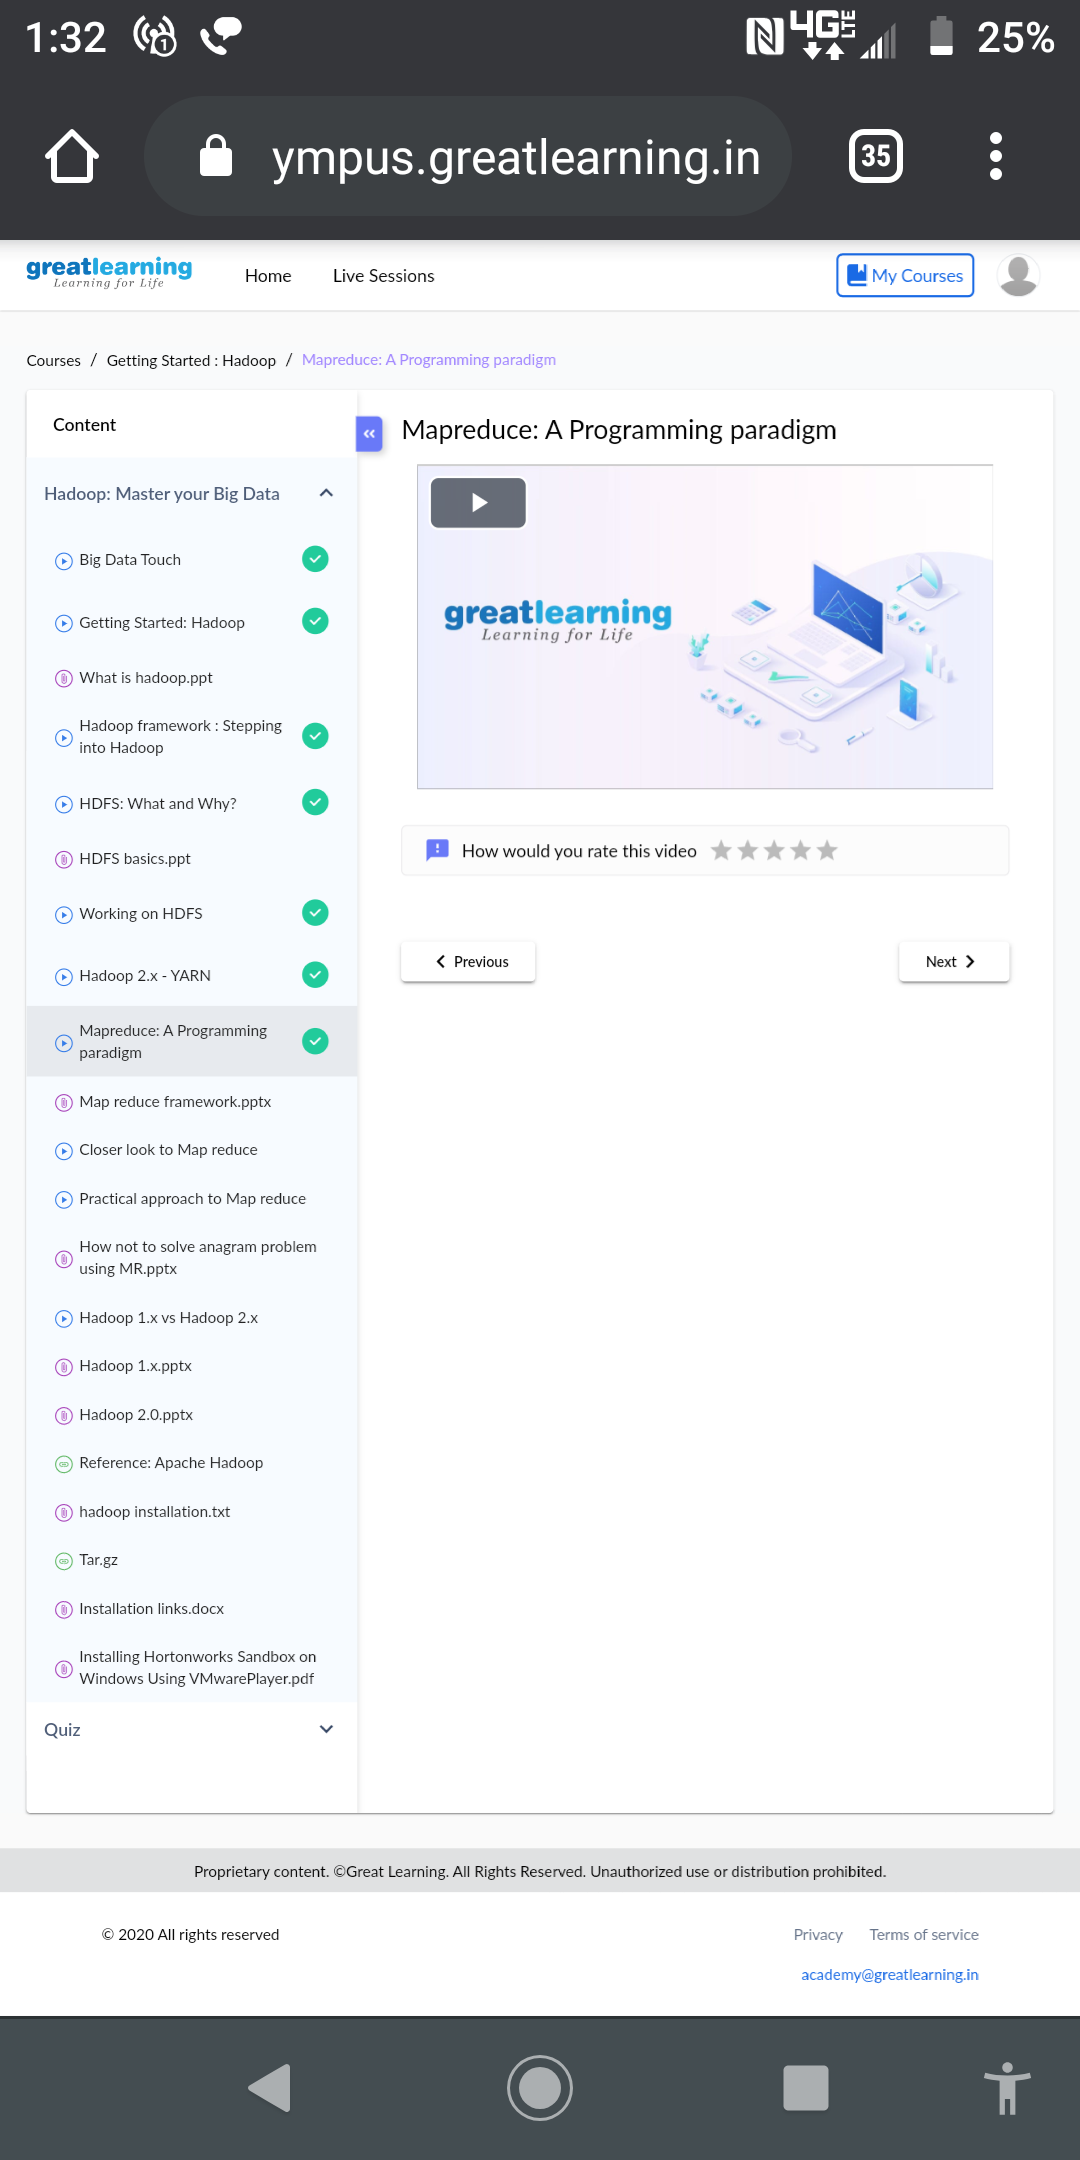 1:32
1
4G LTE
25%
ympus.greatlearning.in
35
greatlearning
Learning for Life
Home
Live Sessions
My Courses
Courses / Getting Started : Hadoop / Mapreduce: A Programming paradigm
Content
Hadoop: Master your Big Data
Big Data Touch
Getting Started: Hadoop
What is hadoop.ppt
Hadoop framework : Stepping
into Hadoop
HDFS: What and Why?
HDFS basics.ppt
Working on HDFS
Hadoop 2.x - YARN
Mapreduce: A Programming
paradigm
Map reduce framework.pptx
Closer look to Map reduce
Practical approach to Map reduce
How not to solve anagram problem
using MR.pptx
Hadoop 1.x vs Hadoop 2.x
Hadoop 1.x.pptx
Hadoop 2.0.pptx
Reference: Apache Hadoop
hadoop installation.txt
Tar.gz
Installation links.docx
Installing Hortonworks Sandbox on
Windows Using VMwarePlayer.pdf
Quiz
Mapreduce: A Programming paradigm
greatlearning
Learning for Life
How would you rate this video
Previous
Next
Proprietary content. ©Great Learning. All Rights Reserved. Unauthorized use or distribution prohibited.
© 2020 All rights reserved
Privacy
Terms of service
academy@greatlearning.in